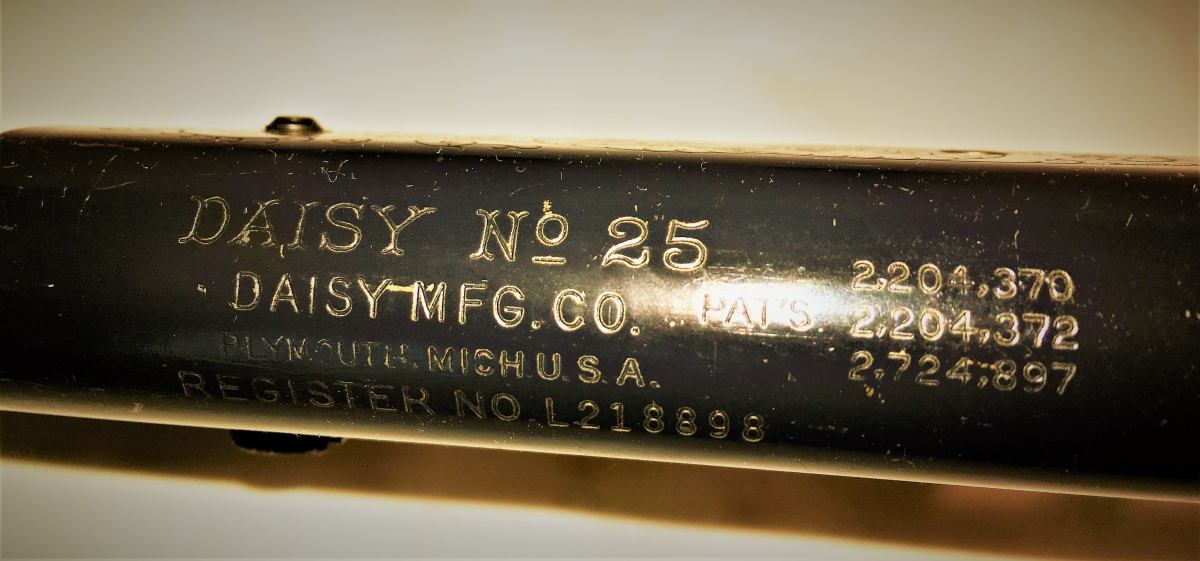 DAISY Nº 25
DAISY MFG. CO. PAT'S.
PLYMOUTH. MICH.U.S.A.
REGISTER NO. L218898
2,204,370
2,204,372
2,724,897